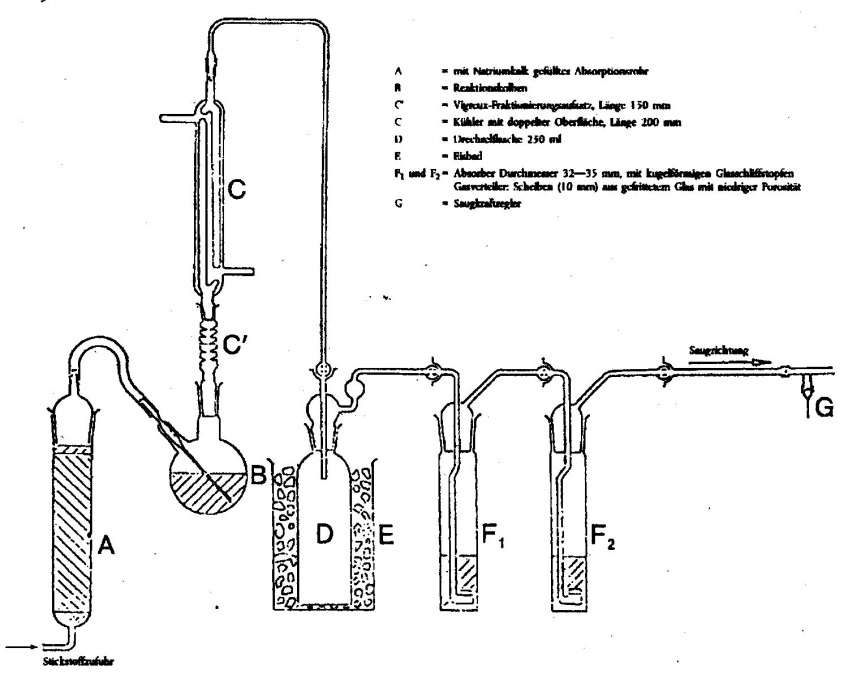 A = mit Natriumkalk gefülltes Absorptionsrohr
B = Reaktionskolben
C' = Vigreux-Fraktionierungsaufsatz, Länge 150 mm
C = Kühler mit doppelter Oberfläche, Länge 200 mm
D = Drechselflasche 250 ml
E = Eisbad
F₁ und F₂ = Absorber Durchmesser 32—35 mm, mit kugelförmigen Glasschliffstopfen
Gasverteiler: Scheiben (10 mm) aus gefrittetem Glas mit niedriger Porosität
G = Saugkraftregler
C
C'
Saugrichtung
G
B
A
D
E
F₁
F₂
Stickstoffzufuhr